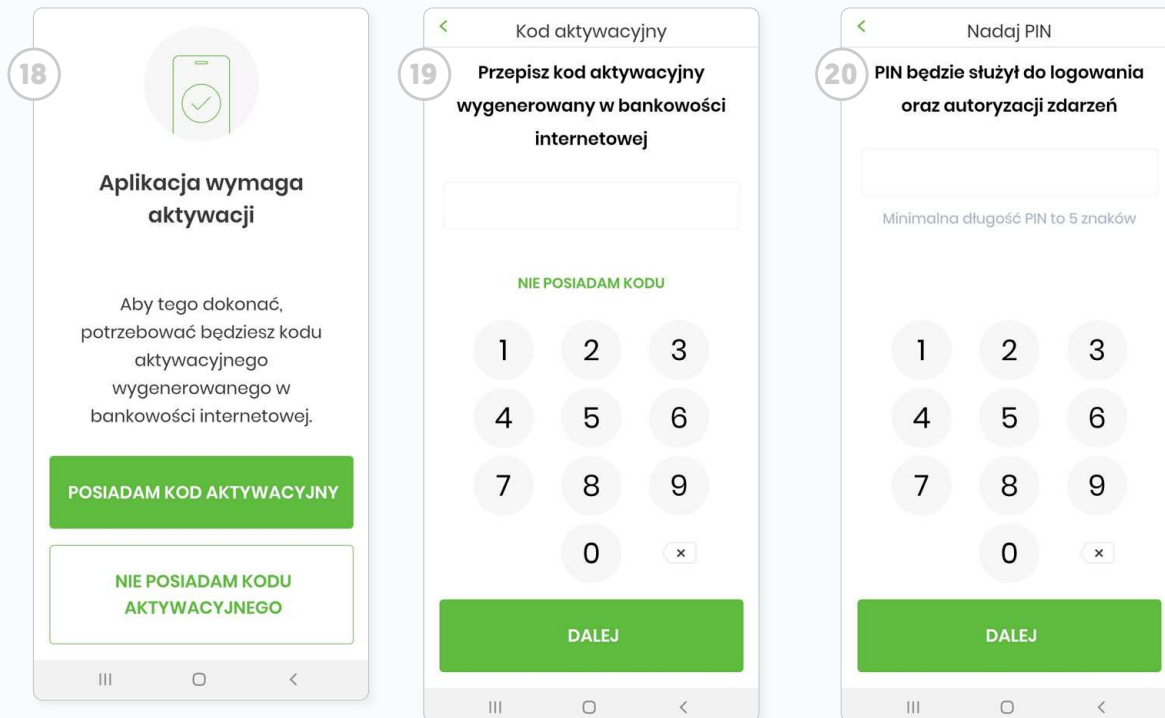 18
Aplikacja wymaga
aktywacji
Aby tego dokonać,
potrzebować będziesz kodu
aktywacyjnego
wygenerowanego w
bankowości internetowej.
POSIADAM KOD AKTYWACYJNY
NIE POSIADAM KODU
AKTYWACYJNEGO
19
Kod aktywacyjny
Przepisz kod aktywacyjny
wygenerowany w bankowości
internetowej
NIE POSIADAM KODU
1 2 3
4 5 6
7 8 9
0
DALEJ
20
Nadaj PIN
PIN będzie służył do logowania
oraz autoryzacji zdarzeń
Minimalna długość PIN to 5 znaków
1 2 3
4 5 6
7 8 9
0
DALEJ